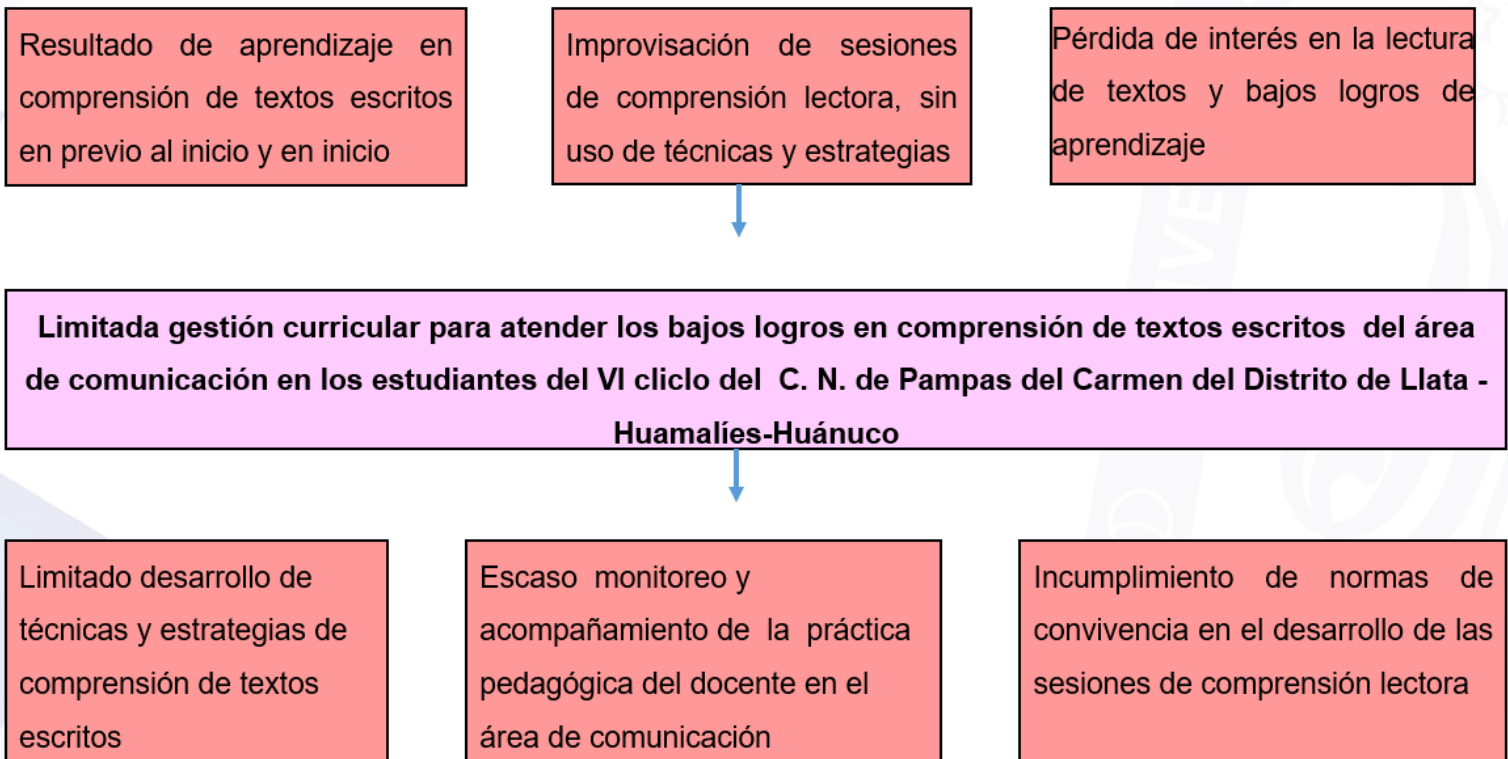 Resultado de aprendizaje en
comprensión de textos escritos
en previo al inicio y en inicio
Improvisación de sesiones
de comprensión lectora, sin
uso de técnicas y estrategias
Pérdida de interés en la lectura
de textos y bajos logros de
aprendizaje
Limitada gestión curricular para atender los bajos logros en comprensión de textos escritos del área
de comunicación en los estudiantes del VI cliclo del C. N. de Pampas del Carmen del Distrito de Llata -
Huamalíes-Huánuco
Limitado desarrollo de
técnicas y estrategias de
comprensión de textos
escritos
Escaso monitoreo y
acompañamiento de la práctica
pedagógica del docente en el
área de comunicación
Incumplimiento de normas de
convivencia en el desarrollo de las
sesiones de comprensión lectora